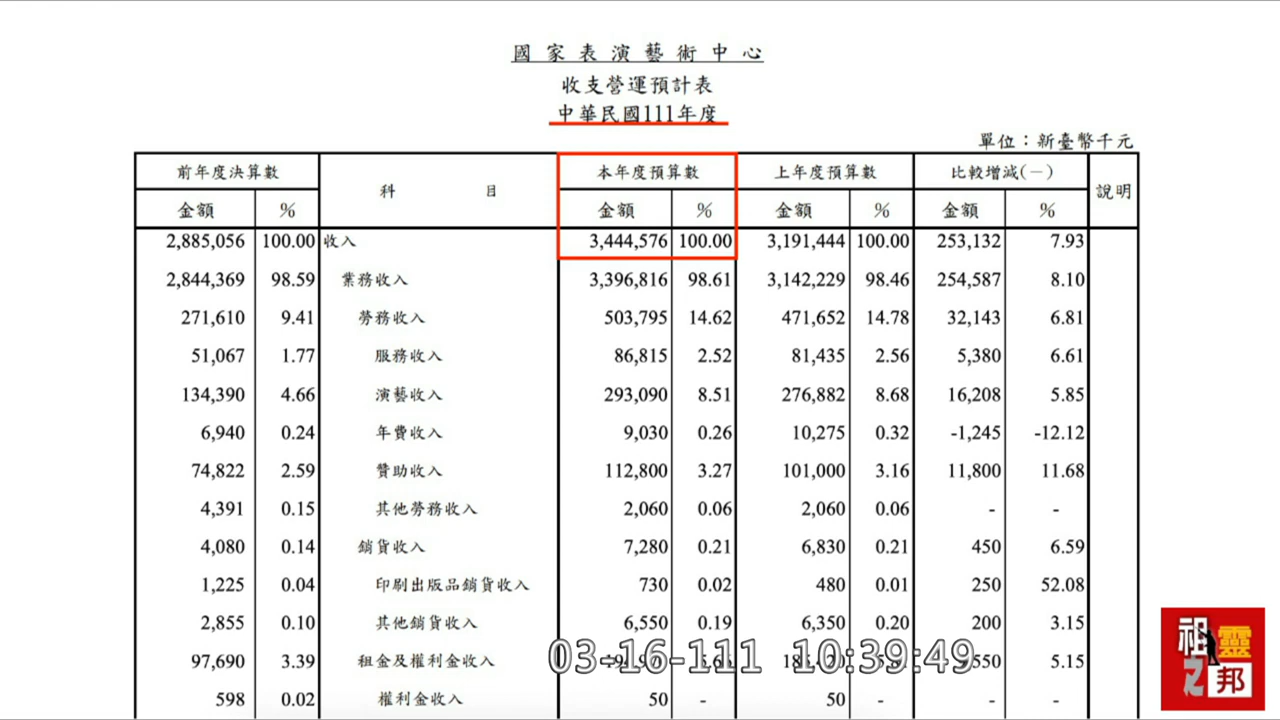 國家表演藝術中心
收支營運預計表
中華民國111年度
單位：新臺幣千元
前年度決算數 科 目 本年度預算數 上年度預算數 比較增減(－) 說明
金額 % 金額 % 金額 % 金額 %
2,885,056 100.00 收入 3,444,576 100.00 3,191,444 100.00 253,132 7.93
2,844,369 98.59 業務收入 3,396,816 98.61 3,142,229 98.46 254,587 8.10
271,610 9.41 勞務收入 503,795 14.62 471,652 14.78 32,143 6.81
51,067 1.77 服務收入 86,815 2.52 81,435 2.56 5,380 6.61
134,390 4.66 演藝收入 293,090 8.51 276,882 8.68 16,208 5.85
6,940 0.24 年費收入 9,030 0.26 10,275 0.32 -1,245 -12.12
74,822 2.59 贊助收入 112,800 3.27 101,000 3.16 11,800 11.68
4,391 0.15 其他勞務收入 2,060 0.06 2,060 0.06 - -
4,080 0.14 銷貨收入 7,280 0.21 6,830 0.21 450 6.59
1,225 0.04 印刷出版品銷貨收入 730 0.02 480 0.01 250 52.08
2,855 0.10 其他銷貨收入 6,550 0.19 6,350 0.20 200 3.15
97,690 3.39 租金及權利金收入 5.15
03-16-111 10:39:49
598 0.02 權利金收入 50 - 50 - - -
祖靈之邦